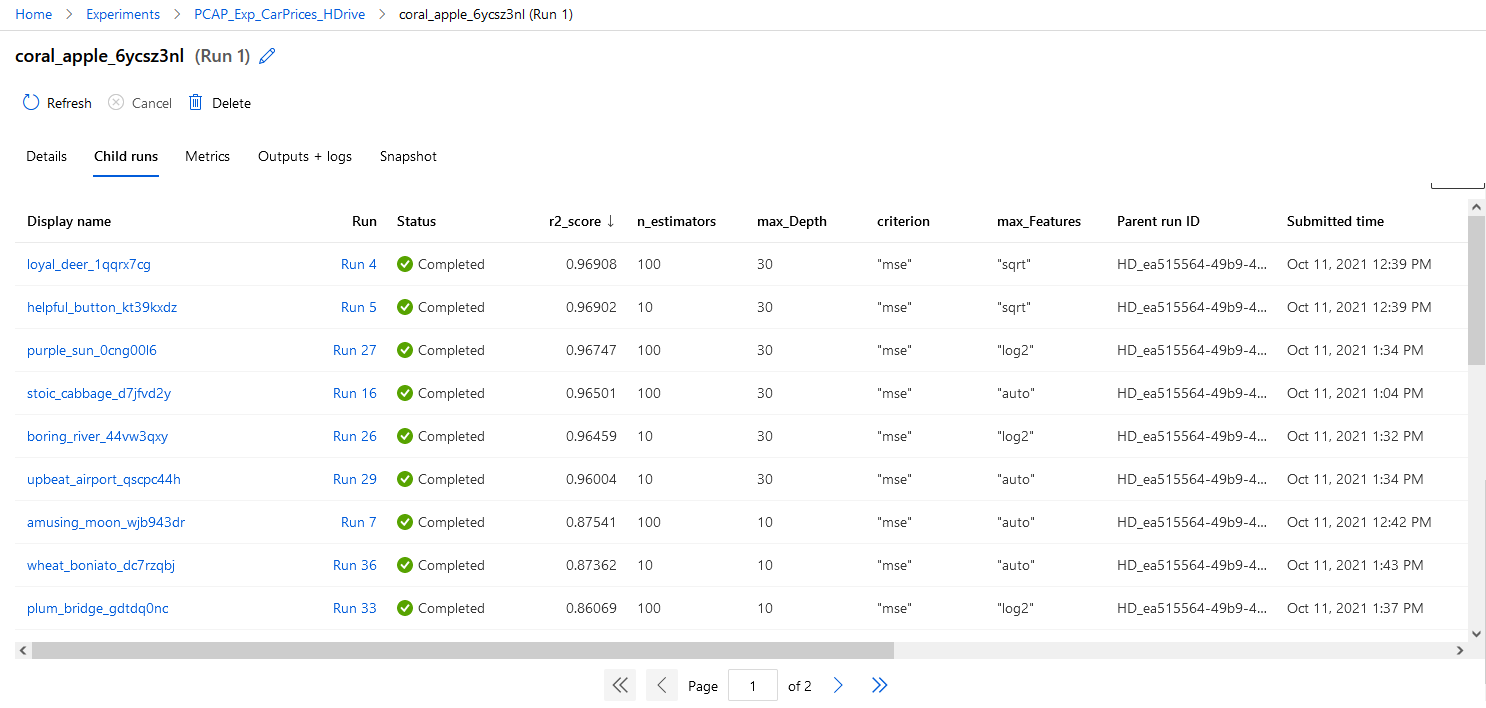 Home > Experiments > PCAP_Exp_CarPrices_HDrive > coral_apple_6ycsz3nl (Run 1)
coral_apple_6ycsz3nl (Run 1)
Refresh Cancel Delete
Details Child runs Metrics Outputs + logs Snapshot
Display name Run Status r2_score ↓ n_estimators max_Depth criterion max_Features Parent run ID Submitted time
loyal_deer_1qqrx7cg Run 4 Completed 0.96908 100 30 "mse" "sqrt" HD_ea515564-49b9-4... Oct 11, 2021 12:39 PM
helpful_button_kt39kxdz Run 5 Completed 0.96902 10 30 "mse" "sqrt" HD_ea515564-49b9-4... Oct 11, 2021 12:39 PM
purple_sun_0cng00l6 Run 27 Completed 0.96747 100 30 "mse" "log2" HD_ea515564-49b9-4... Oct 11, 2021 1:34 PM
stoic_cabbage_d7jfvd2y Run 16 Completed 0.96501 100 30 "mse" "auto" HD_ea515564-49b9-4... Oct 11, 2021 1:04 PM
boring_river_44vw3qxy Run 26 Completed 0.96459 10 30 "mse" "log2" HD_ea515564-49b9-4... Oct 11, 2021 1:32 PM
upbeat_airport_qscpc44h Run 29 Completed 0.96004 10 30 "mse" "auto" HD_ea515564-49b9-4... Oct 11, 2021 1:34 PM
amusing_moon_wjb943dr Run 7 Completed 0.87541 100 10 "mse" "auto" HD_ea515564-49b9-4... Oct 11, 2021 12:42 PM
wheat_boniato_dc7rzqbj Run 36 Completed 0.87362 10 10 "mse" "auto" HD_ea515564-49b9-4... Oct 11, 2021 1:43 PM
plum_bridge_gdtdq0nc Run 33 Completed 0.86069 100 10 "mse" "log2" HD_ea515564-49b9-4... Oct 11, 2021 1:37 PM
Page 1 of 2